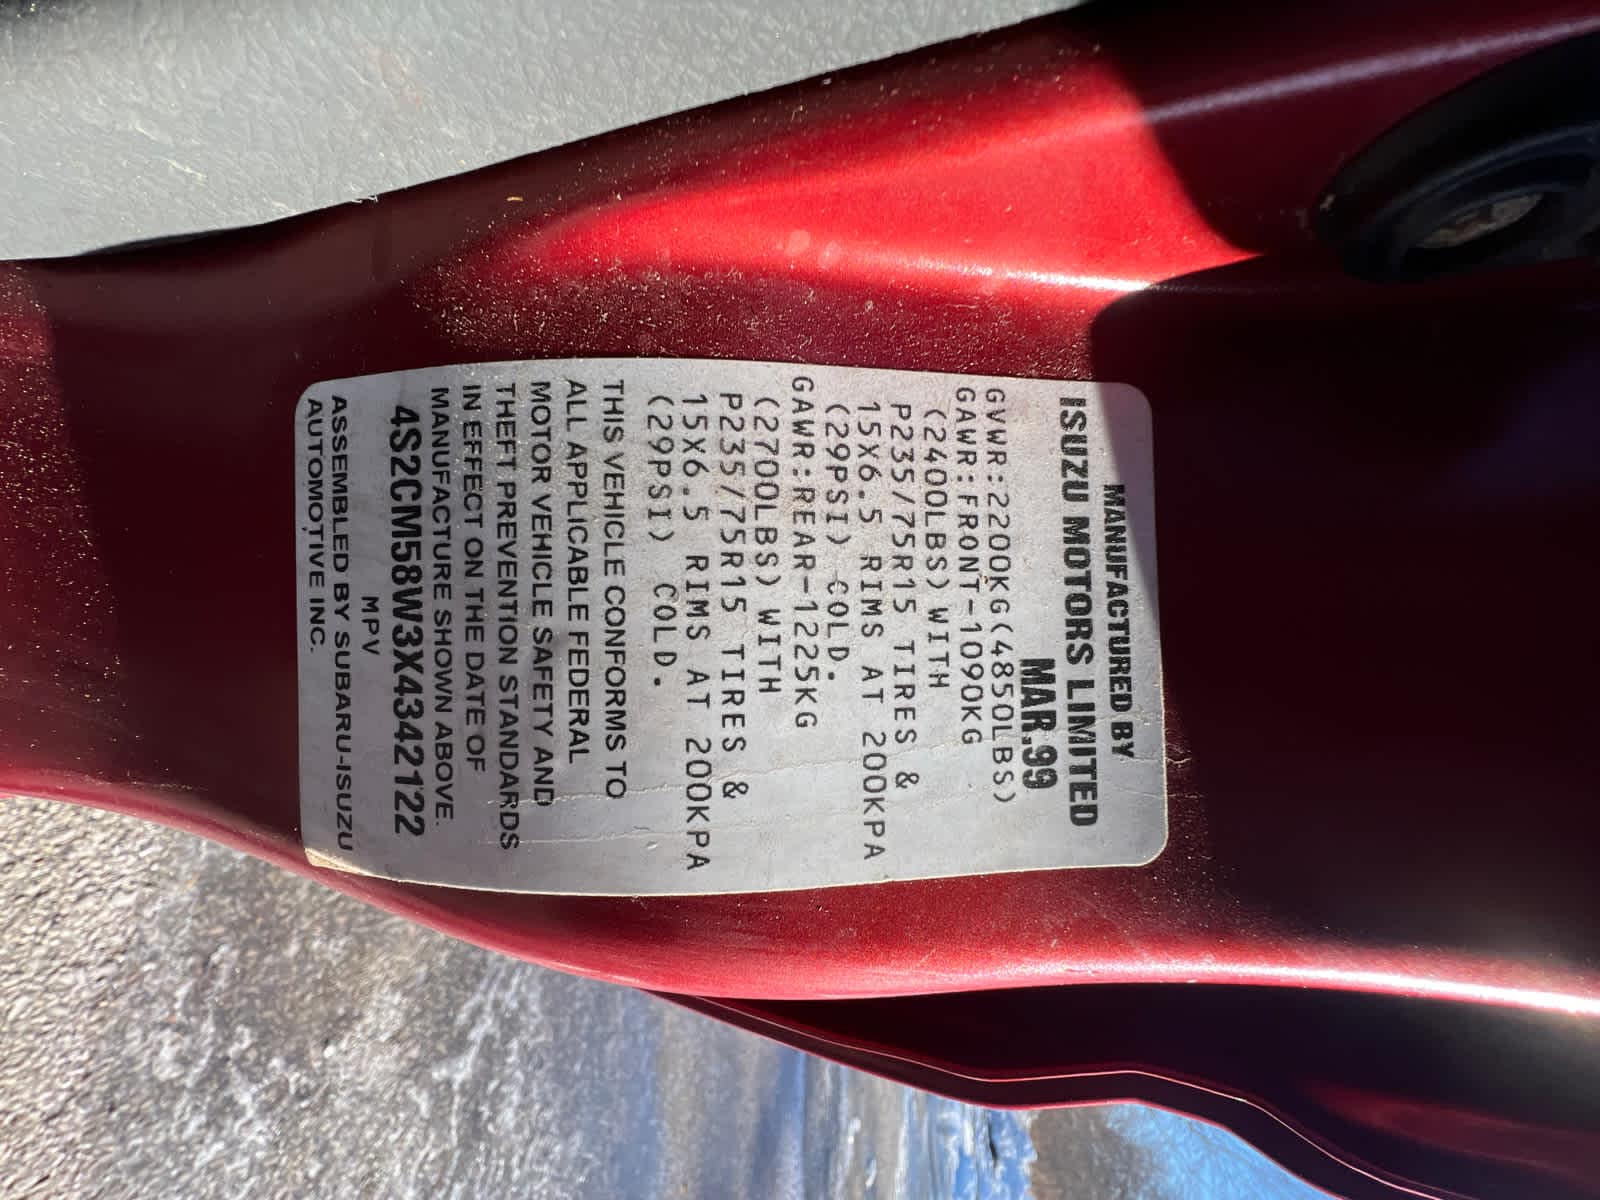 MANUFACTURED BY
ISUZU MOTORS LIMITED
MAR.99
GVWR:2200KG(4850LBS)
GAWR:FRONT-1090KG
(2400LBS)WITH
P235/75R15 TIRES &
15X6.5 RIMS AT 200KPA
(29PSI) COLD.
GAWR:REAR-1225KG
(2700LBS)WITH
P235/75R15 TIRES &
15X6.5 RIMS AT 200KPA
(29PSI) COLD.
THIS VEHICLE CONFORMS TO
ALL APPLICABLE FEDERAL
MOTOR VEHICLE SAFETY AND
THEFT PREVENTION STANDARDS
IN EFFECT ON THE DATE OF
MANUFACTURE SHOWN ABOVE.
4S2CM58W3X4342122
MPV
ASSEMBLED BY SUBARU-ISUZU
AUTOMOTIVE INC.